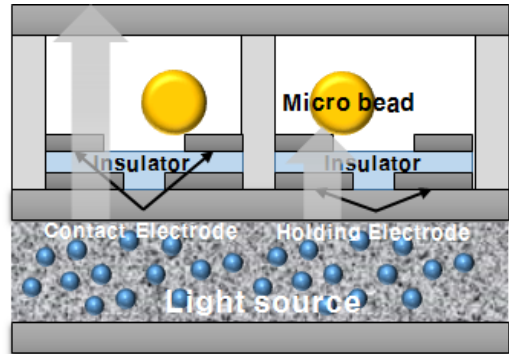 Micro bead
Insulator
Insulator
Contact Electrode
Holding Electrode
Light source